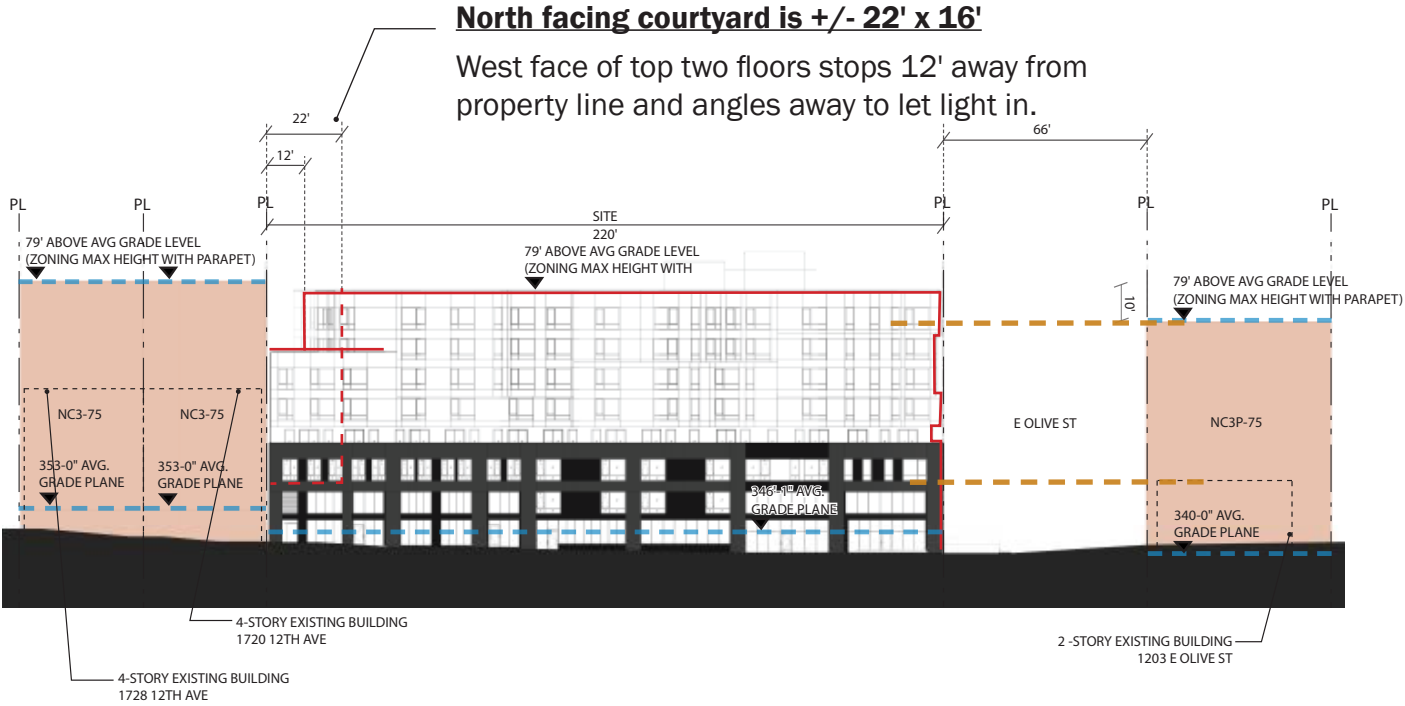 North facing courtyard is +/- 22' x 16'
West face of top two floors stops 12' away from
property line and angles away to let light in.
22'
66'
12'
PL
PL
PL
PL
PL
PL
SITE
220'
79' ABOVE AVG GRADE LEVEL
(ZONING MAX HEIGHT WITH PARAPET)
79' ABOVE AVG GRADE LEVEL
(ZONING MAX HEIGHT WITH
10'
79' ABOVE AVG GRADE LEVEL
(ZONING MAX HEIGHT WITH PARAPET)
NC3-75
NC3-75
E OLIVE ST
NC3P-75
353-0" AVG.
GRADE PLANE
353-0" AVG.
GRADE PLANE
346'-1" AVG.
GRADE PLANE
340-0" AVG.
GRADE PLANE
4-STORY EXISTING BUILDING
1720 12TH AVE
2 -STORY EXISTING BUILDING
1203 E OLIVE ST
4-STORY EXISTING BUILDING
1728 12TH AVE